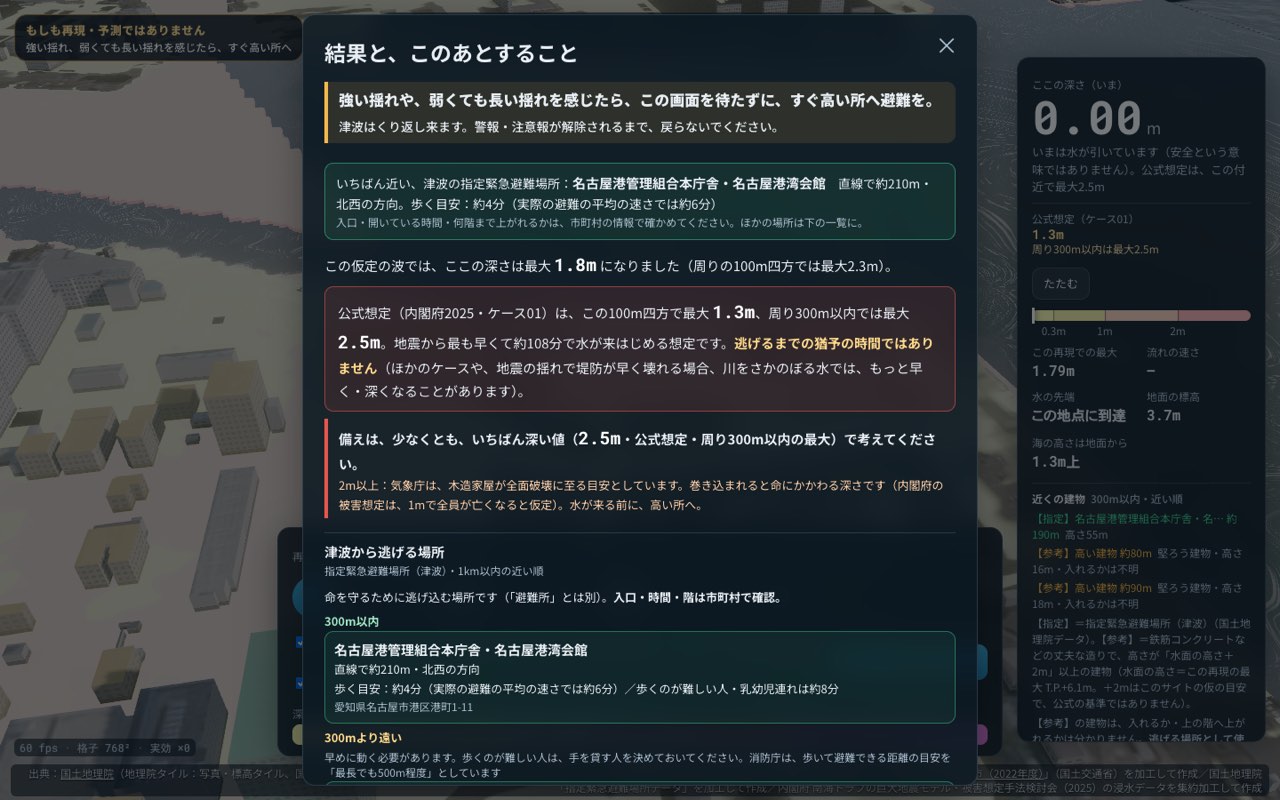 もしも再現・予測ではありません
強い揺れ、弱くても長い揺れを感じたら、すぐ高い所へ
結果と、このあとすること
強い揺れや、弱くても長い揺れを感じたら、この画面を待たずに、すぐ高い所へ避難を。
津波はくり返し来ます。警報・注意報が解除されるまで、戻らないでください。
いちばん近い、津波の指定緊急避難場所：名古屋港管理組合本庁舎・名古屋港湾会館　直線で約210m・
北西の方向。歩く目安：約4分（実際の避難の平均の速さでは約6分）
入口・開いている時間・何階まで上がれるかは、市町村の情報で確かめてください。ほかの場所は下の一覧に。
この仮定の波では、ここの深さは最大 1.8m になりました（周りの100m四方では最大2.3m）。
公式想定（内閣府2025・ケース01）は、この100m四方で最大 1.3m、周り300m以内では最大
2.5m。地震から最も早くて約108分で水が来はじめる想定です。逃げるまでの猶予の時間ではあり
ません（ほかのケースや、地震の揺れで堤防が早く壊れる場合、川をさかのぼる水では、もっと早
く・深くなることがあります）。
備えは、少なくとも、いちばん深い値（2.5m・公式想定・周り300m以内の最大）で考えてくださ
い。
2m以上：気象庁は、木造家屋が全面破壊に至る目安としています。巻き込まれると命にかかわる深さです（内閣府の
被害想定は、1mで全員が亡くなると仮定）。水が来る前に、高い所へ。
津波から逃げる場所
指定緊急避難場所（津波）・1km以内の近い順
命を守るために逃げ込む場所です（「避難所」とは別）。入口・時間・階は市町村で確認。
300m以内
名古屋港管理組合本庁舎・名古屋港湾会館
直線で約210m・北西の方向
歩く目安：約4分（実際の避難の平均の速さでは約6分）／歩くのが難しい人・乳幼児連れは約8分
愛知県名古屋市港区港町1-11
300mより遠い
早めに動く必要があります。歩くのが難しい人は、手を貸す人を決めておいてください。消防庁は、歩いて避難できる距離の目安を
「最長でも500m程度」としています
ここの深さ（いま）
0.00 m
いまは水が引いています（安全という意
味ではありません）。公式想定は、この付
近で最大2.5m
公式想定（ケース01）
1.3m
周り300m以内は最大2.5m
たたむ
0.3m 1m 2m
この再現での最大 流れの速さ
1.79m –
水の先端 地面の標高
この地点に到達 3.7m
海の高さは地面から
1.3m上
近くの建物 300m以内・近い順
【指定】名古屋港管理組合本庁舎・名… 約
190m 高さ55m
【参考】高い建物 約80m 堅ろう建物・高さ
16m・入れるかは不明
【参考】高い建物 約90m 堅ろう建物・高さ
18m・入れるかは不明
【指定】＝指定緊急避難場所（津波）（国土地
理院データ）。【参考】＝鉄筋コンクリートな
どの丈夫な造りで、高さが「水面の高さ＋
2m」以上の建物（水面の高さ＝この再現の最
大 T.P.+6.1m。＋2mはこのサイトの仮の目安
で、公式の基準ではありません）。
【参考】の建物は、入れるか・上の階へ上が
れるかは分かりません。逃げる場所として使
再
深
60 fps · 格子 768² · 実効 ×0
出典：国土地理院（地理院タイル：写真・標高タイル、国
（2022年度）」（国土交通省）を加工して作成／国土地理院
「指定緊急避難場所データ」を加工して作成／内閣府 南海トラフの巨大地震モデル・被害想定手法検討会（2025）の浸水データを集約加工して作成